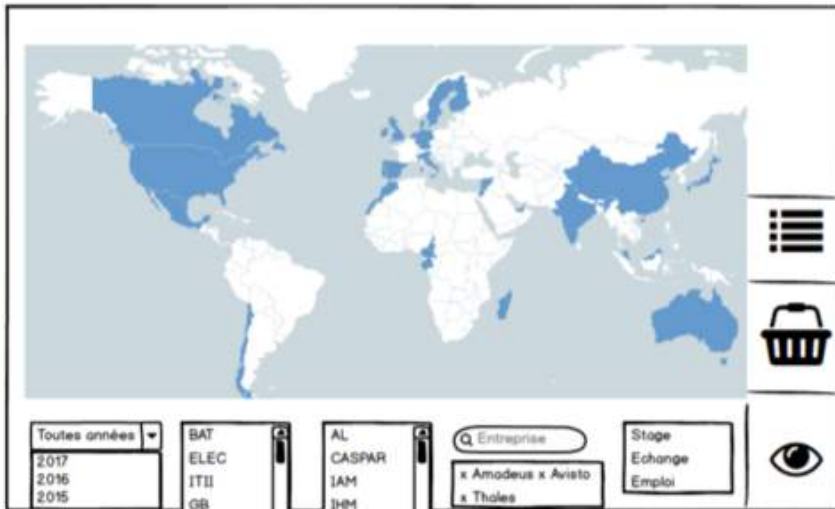 Toutes années
2017
2016
2015
BAT
ELEC
ITII
GB
AL
CASPAR
IAM
IHM
Entreprise
x Amadeus x Avisto
x Thales
Stage
Echange
Emploi